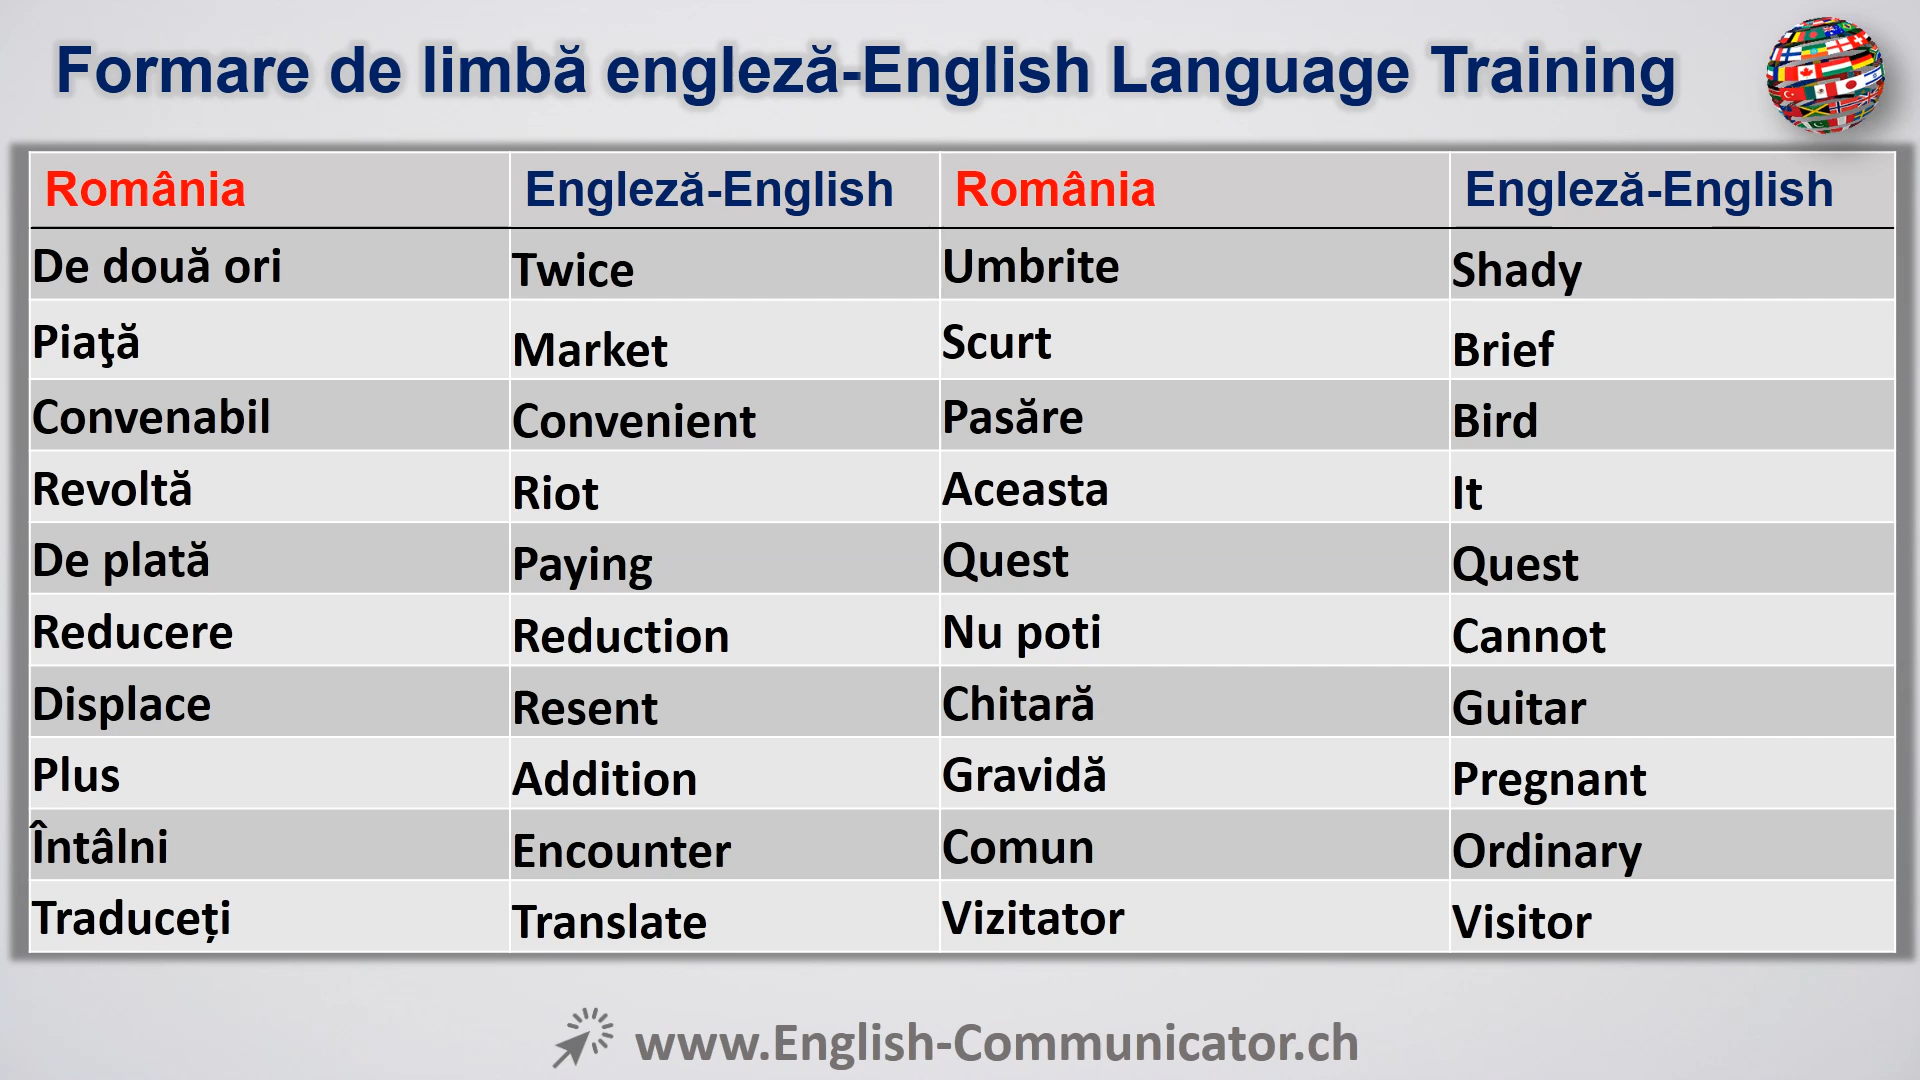 Formare de limbă engleză-English Language Training
România Engleză-English România Engleză-English
De două ori Twice Umbrite Shady
Piaţă Market Scurt Brief
Convenabil Convenient Pasăre Bird
Revoltă Riot Aceasta It
De plată Paying Quest Quest
Reducere Reduction Nu poti Cannot
Displace Resent Chitară Guitar
Plus Addition Gravidă Pregnant
Întâlni Encounter Comun Ordinary
Traduceți Translate Vizitator Visitor
www.English-Communicator.ch